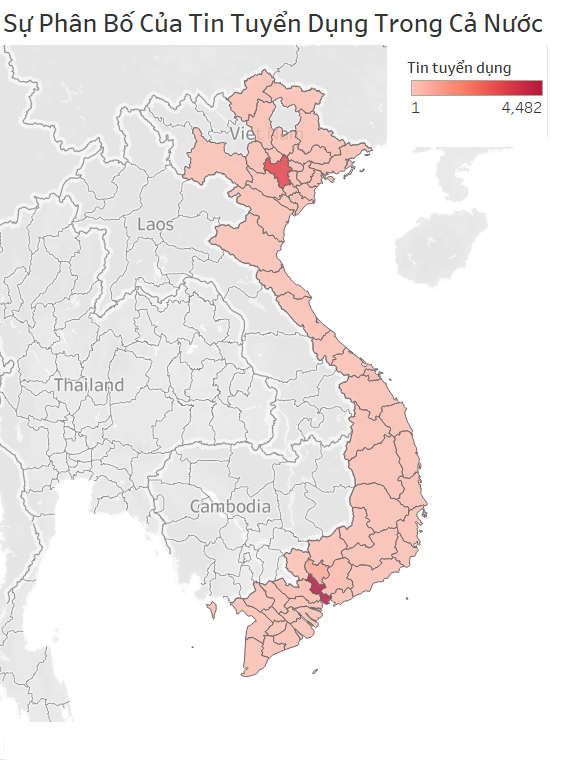 Sự Phân Bố Của Tin Tuyển Dụng Trong Cả Nước
Tin tuyển dụng
1 4,482
Vietnam
Laos
Thailand
Cambodia